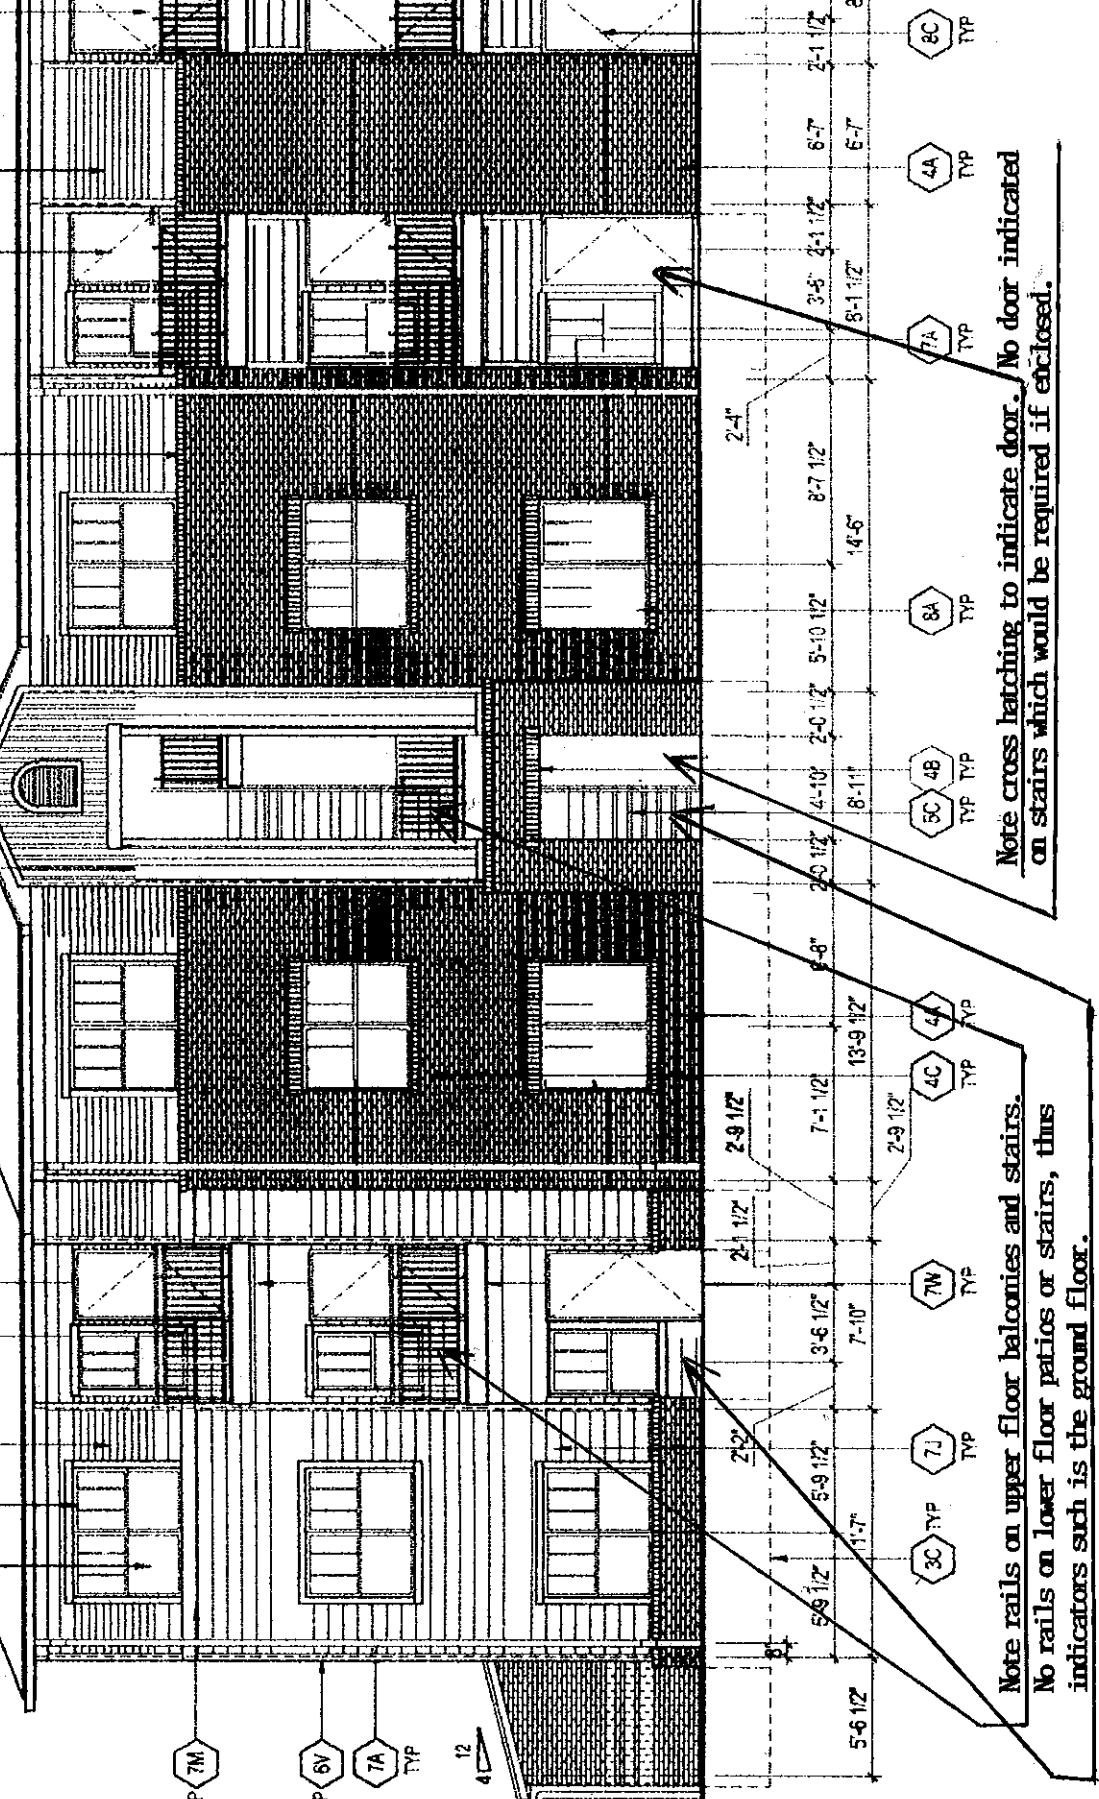 7M
6V
7A
TYP
12
4
2'-2"
2'-1 1/2"
2'-9 1/2"
2'-4"
8"
5'-9 1/2"
5'-9 1/2"
3'-6 1/2"
7'-1 1/2"
2'-0 1/2"
4'-10"
2'-0 1/2"
5'-10 1/2"
8'-7 1/2"
3'-6"
2'-1 1/2"
6'-7"
2'-1 1/2"
5'-6 1/2"
11'-7"
7'-10"
13'-9 1/2"
8'-11"
14'-6"
8'-1 1/2"
6'-7"
2'-9 1/2"
3C TYP
7J TYP
7W TYP
4C TYP
4A TYP
5C TYP
4B TYP
8A TYP
7A TYP
4A TYP
8C TYP
Note rails on upper floor balconies and stairs.
No rails on lower floor patios or stairs, thus
indicators such is the ground floor.
Note cross hatching to indicate door. No door indicated
on stairs which would be required if enclosed.